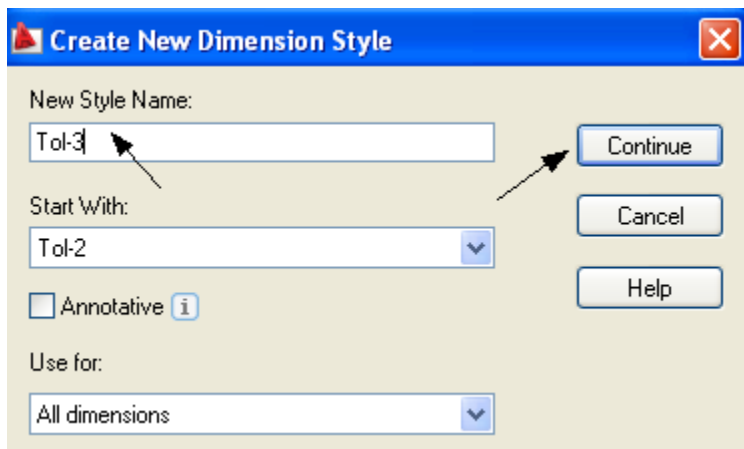 Create New Dimension Style
New Style Name:
Tol-3
Continue
Start With:
Tol-2
Cancel
Annotative i
Help
Use for:
All dimensions